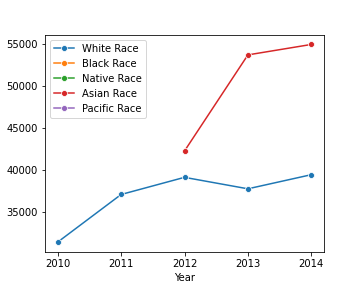 White Race
Black Race
Native Race
Asian Race
Pacific Race
55000
50000
45000
40000
35000
2010 2011 2012 2013 2014
Year